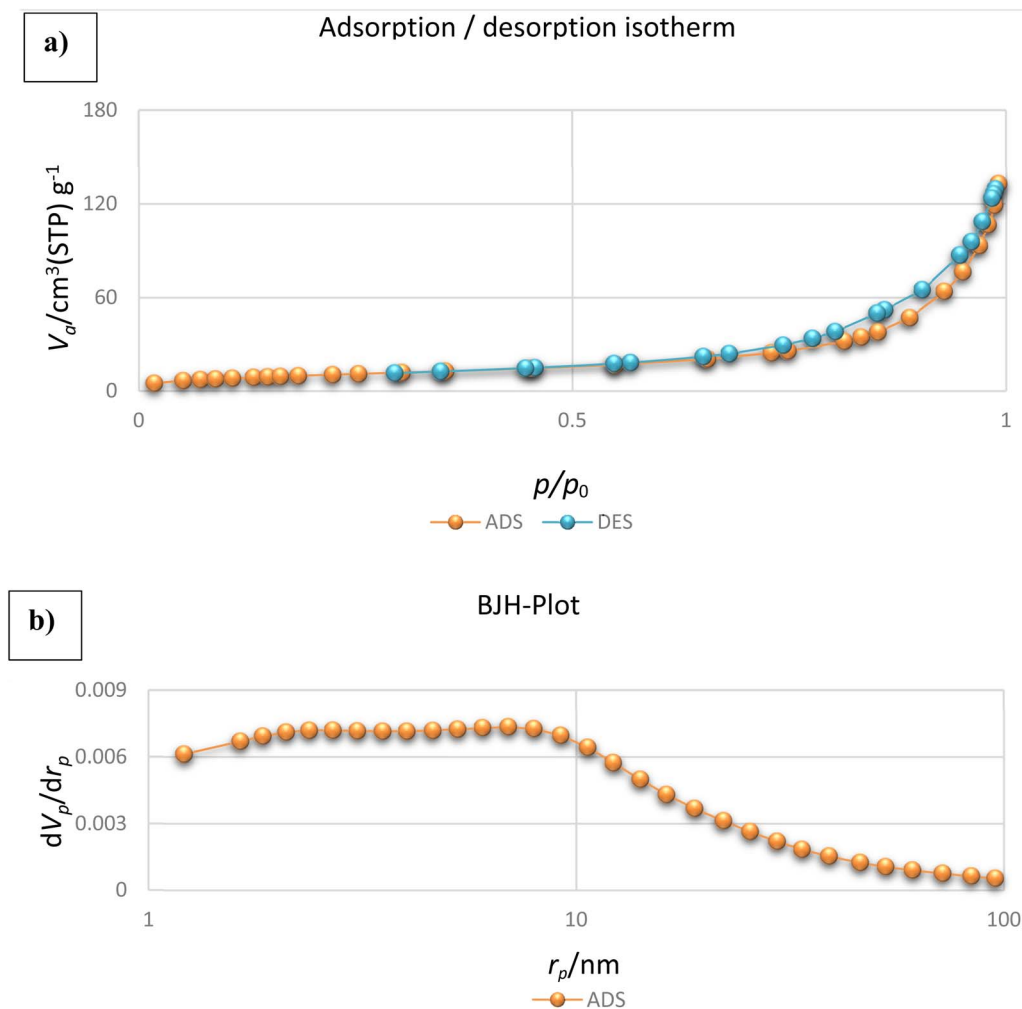 a)
Adsorption / desorption isotherm
180
120
60
0
Vₐ/cm³(STP) g⁻¹
0
0.5
1
p/p₀
ADS DES
b)
BJH-Plot
0.009
0.006
0.003
0
dVₚ/drₚ
1
10
100
rₚ/nm
ADS